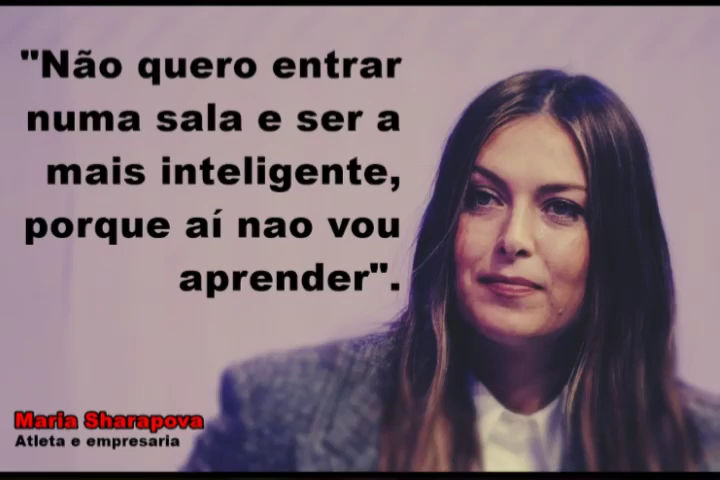 "Não quero entrar
numa sala e ser a
mais inteligente,
porque aí nao vou
aprender".
Maria Sharapova
Atleta e empresaria